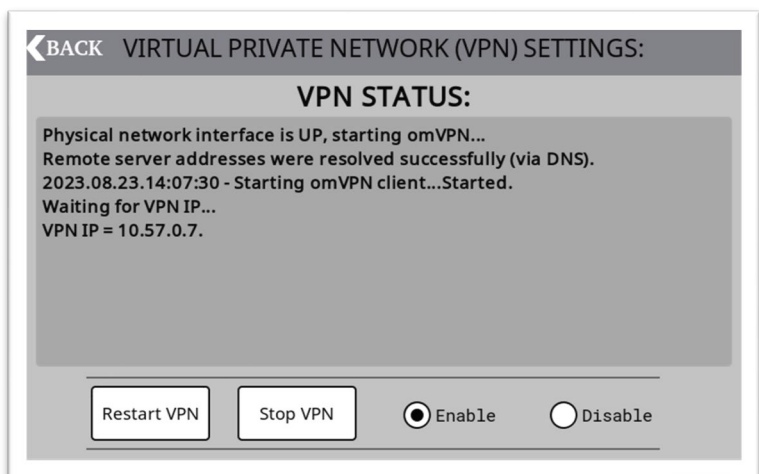 BACK VIRTUAL PRIVATE NETWORK (VPN) SETTINGS:
VPN STATUS:
Physical network interface is UP, starting omVPN...
Remote server addresses were resolved successfully (via DNS).
2023.08.23.14:07:30 - Starting omVPN client...Started.
Waiting for VPN IP...
VPN IP = 10.57.0.7.
Restart VPN Stop VPN Enable Disable